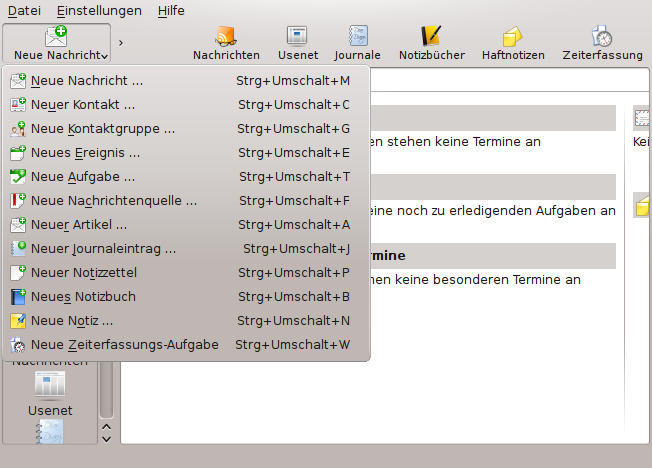 Datei Einstellungen Hilfe
Neue Nachricht Nachrichten Usenet Journale Notizbücher Haftnotizen Zeiterfassung
Neue Nachricht ... Strg+Umschalt+M
Neuer Kontakt ... Strg+Umschalt+C
Neue Kontaktgruppe ... Strg+Umschalt+G
Neues Ereignis ... Strg+Umschalt+E
Neue Aufgabe ... Strg+Umschalt+T
Neue Nachrichtenquelle ... Strg+Umschalt+F
Neuer Artikel ... Strg+Umschalt+A
Neuer Journaleintrag ... Strg+Umschalt+J
Neuer Notizzettel Strg+Umschalt+P
Neues Notizbuch Strg+Umschalt+B
Neue Notiz ... Strg+Umschalt+N
Neue Zeiterfassungs-Aufgabe Strg+Umschalt+W
en stehen keine Termine an
Kei
eine noch zu erledigenden Aufgaben an
rmine
nen keine besonderen Termine an
Nachrichten
Usenet